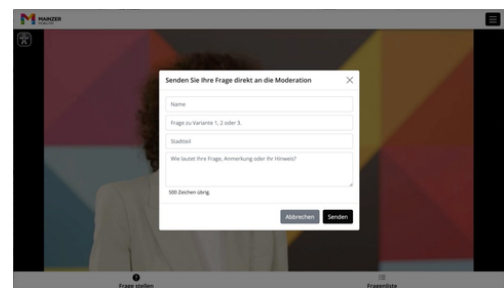 MAINZER
MOBILITÄT
Senden Sie Ihre Frage direkt an die Moderation
Name
Frage zu Variante 1, 2 oder 3.
Stadtteil
Wie lautet Ihre Frage, Anmerkung oder Ihr Hinweis?
500 Zeichen übrig.
Abbrechen Senden
Frage stellen Fragenliste